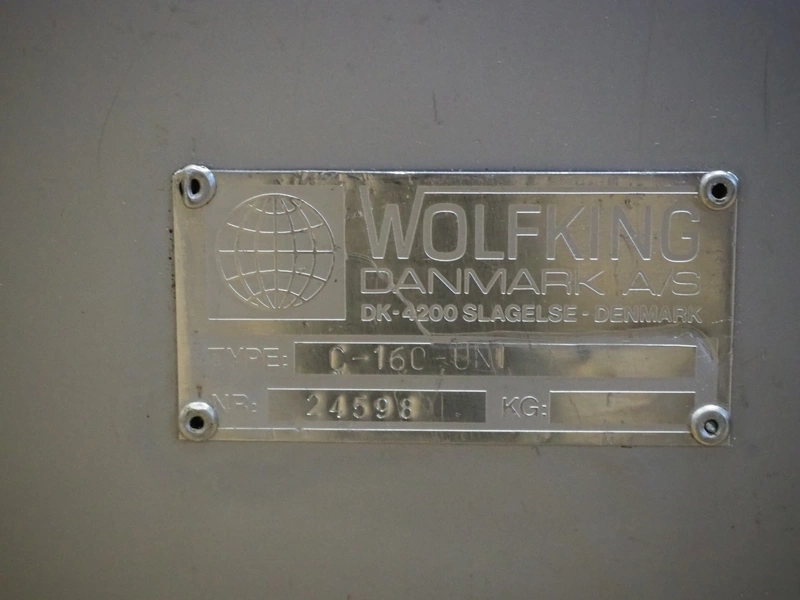 WOLFKING
DANMARK A/S
DK-4200 SLAGELSE - DENMARK
TYPE: C-160-UNI
NR: 24598 KG: